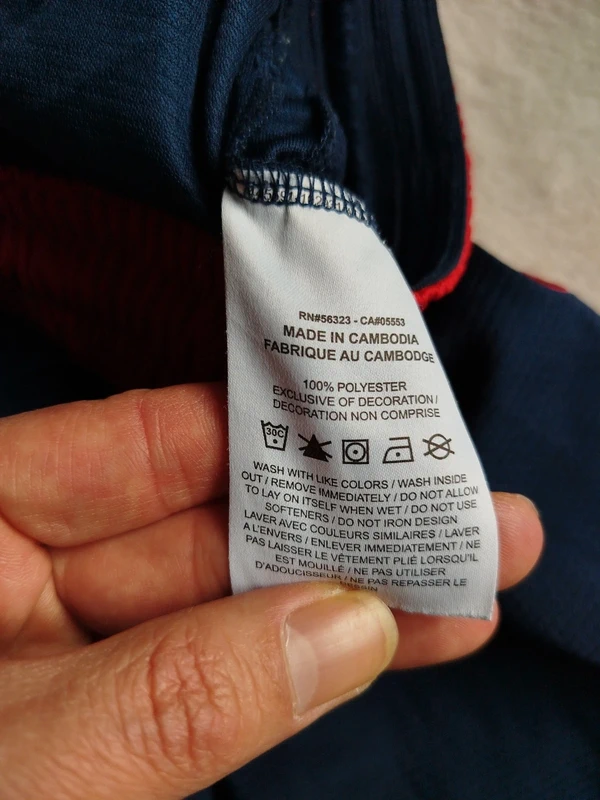 RN#56323 - CA#05553
MADE IN CAMBODIA
FABRIQUE AU CAMBODGE
100% POLYESTER
EXCLUSIVE OF DECORATION /
DECORATION NON COMPRISE
30C
WASH WITH LIKE COLORS / WASH INSIDE
OUT / REMOVE IMMEDIATELY / DO NOT ALLOW
TO LAY ON ITSELF WHEN WET / DO NOT USE
SOFTENERS / DO NOT IRON DESIGN
LAVER AVEC COULEURS SIMILAIRES / LAVER
A L'ENVERS / ENLEVER IMMEDIATEMENT / NE
PAS LAISSER LE VÊTEMENT PLIÉ LORSQU'IL
EST MOUILLÉ / NE PAS UTILISER
D'ADOUCISSEUR / NE PAS REPASSER LE